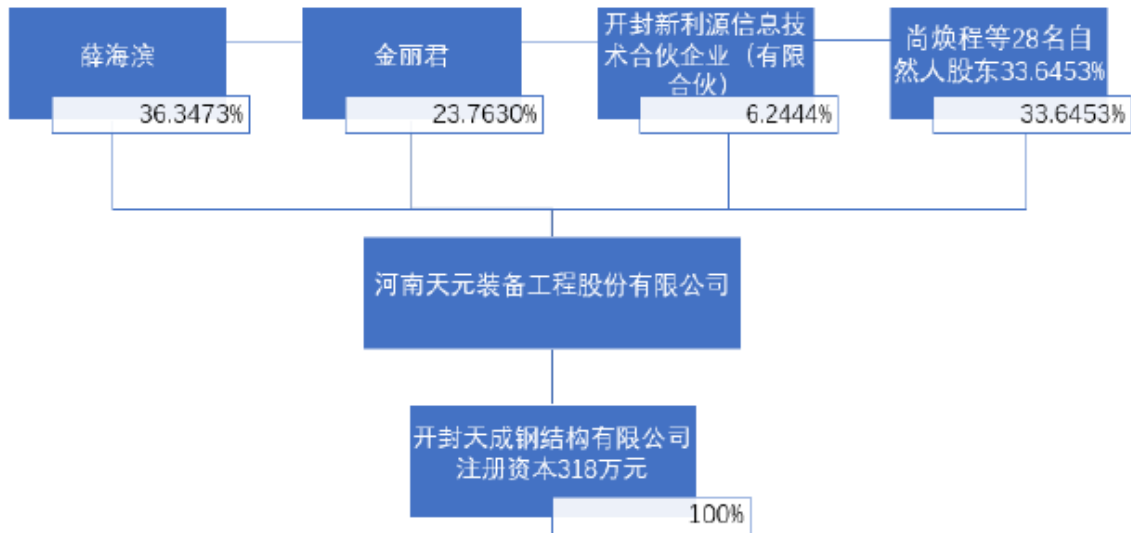 薛海滨
36.3473%
金丽君
23.7630%
开封新利源信息技
术合伙企业（有限
合伙）
6.2444%
尚焕程等28名自
然人股东33.6453%
33.6453%
河南天元装备工程股份有限公司
开封天成钢结构有限公司
注册资本318万元
100%